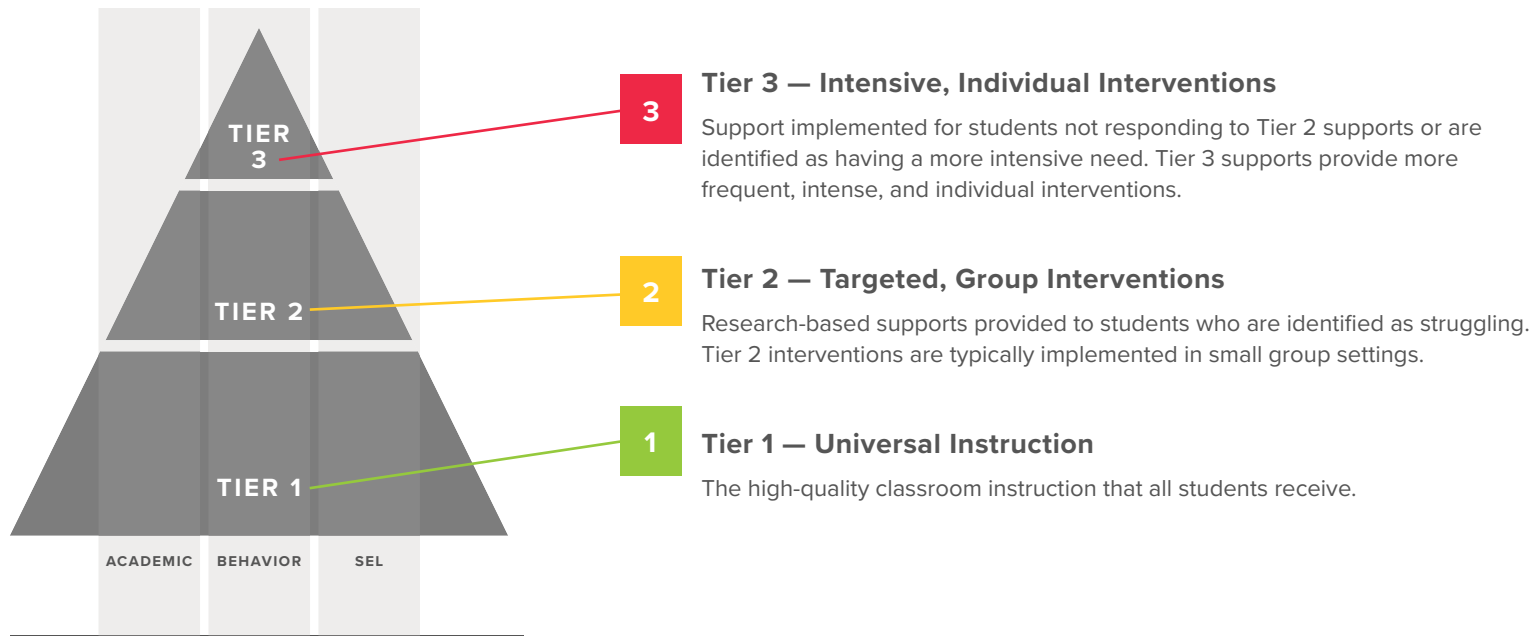 TIER
3
TIER 2
TIER 1
ACADEMIC
BEHAVIOR
SEL
3
Tier 3 — Intensive, Individual Interventions
Support implemented for students not responding to Tier 2 supports or are
identified as having a more intensive need. Tier 3 supports provide more
frequent, intense, and individual interventions.
2
Tier 2 — Targeted, Group Interventions
Research-based supports provided to students who are identified as struggling.
Tier 2 interventions are typically implemented in small group settings.
1
Tier 1 — Universal Instruction
The high-quality classroom instruction that all students receive.